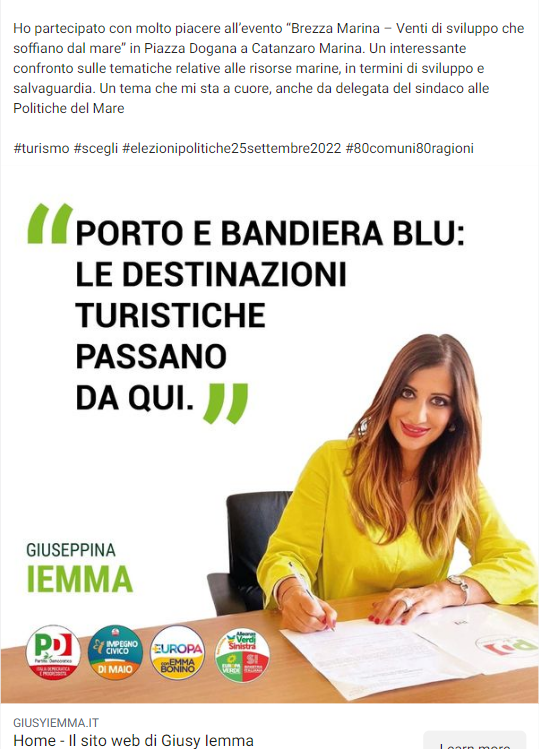 Ho partecipato con molto piacere all'evento "Brezza Marina – Venti di sviluppo che
soffiano dal mare" in Piazza Dogana a Catanzaro Marina. Un interessante
confronto sulle tematiche relative alle risorse marine, in termini di sviluppo e
salvaguardia. Un tema che mi sta a cuore, anche da delegata del sindaco alle
Politiche del Mare
#turismo #scegli #elezionipolitiche25settembre2022 #80comuni80ragioni
"PORTO E BANDIERA BLU:
LE DESTINAZIONI
TURISTICHE
PASSANO
DA QUI."
GIUSEPPINA
IEMMA
PD
Partito Democratico
ITALIA DEMOCRATICA
E PROGRESSISTA
IMPEGNO
CIVICO
DI MAIO
+EUROPA
CON EMMA
BONINO
Alleanza
Verdi
Sinistra
EUROPA
VERDE
SI
SINISTRA
ITALIANA
PD
GIUSYIEMMA.IT
Home - Il sito web di Giusy Iemma
Learn more